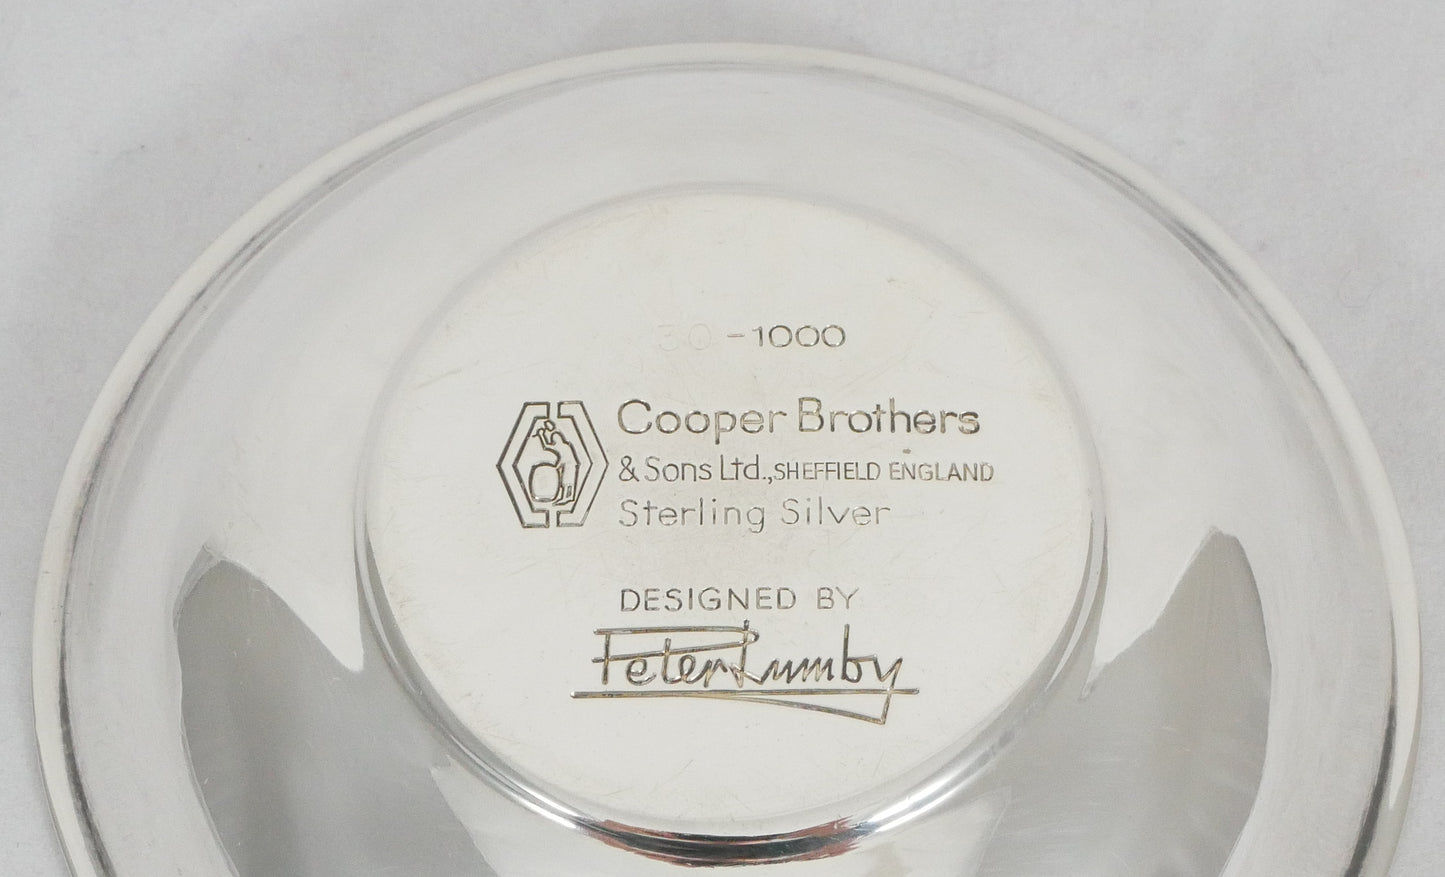 30-1000
Cooper Brothers
& Sons Ltd., SHEFFIELD ENGLAND
Sterling Silver
DESIGNED BY
Peter Lumby